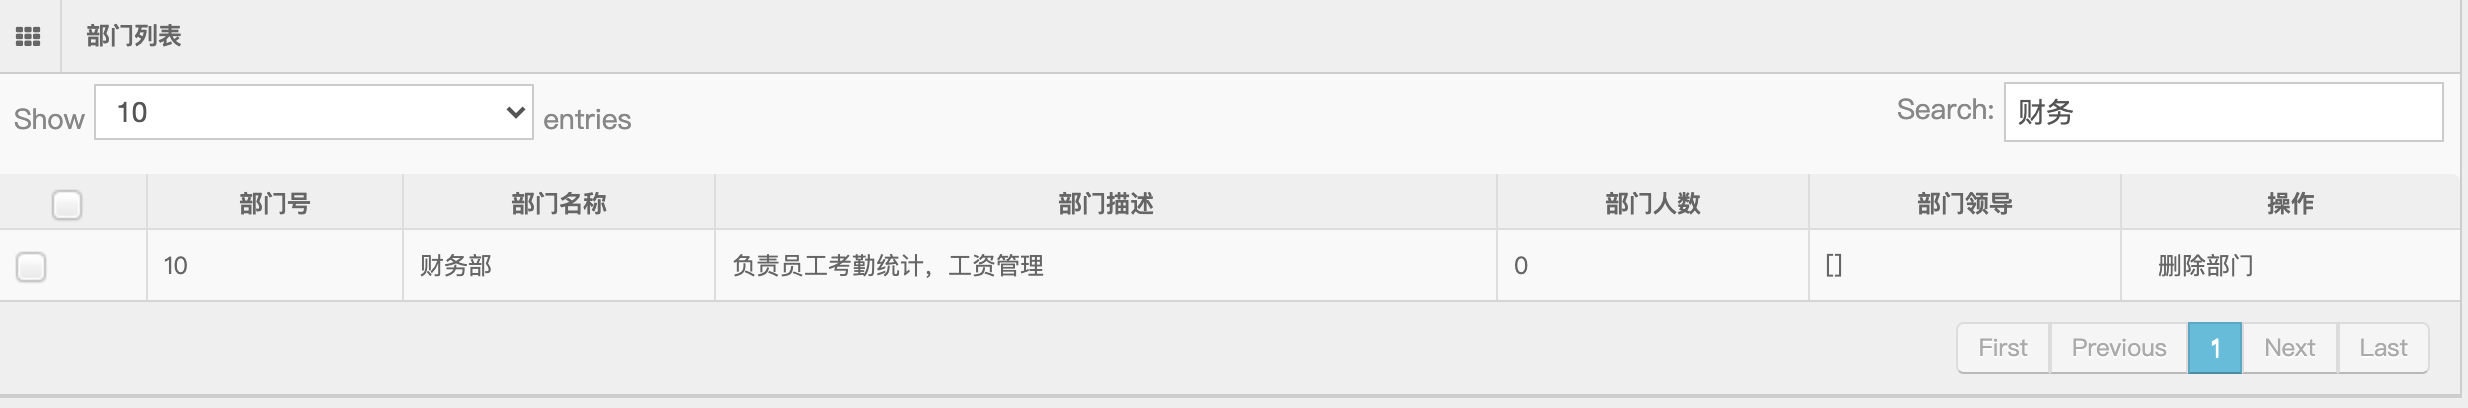 部门列表
Show 10 entries Search: 财务
部门号 部门名称 部门描述 部门人数 部门领导 操作
10 财务部 负责员工考勤统计，工资管理 0 [] 删除部门
First Previous 1 Next Last